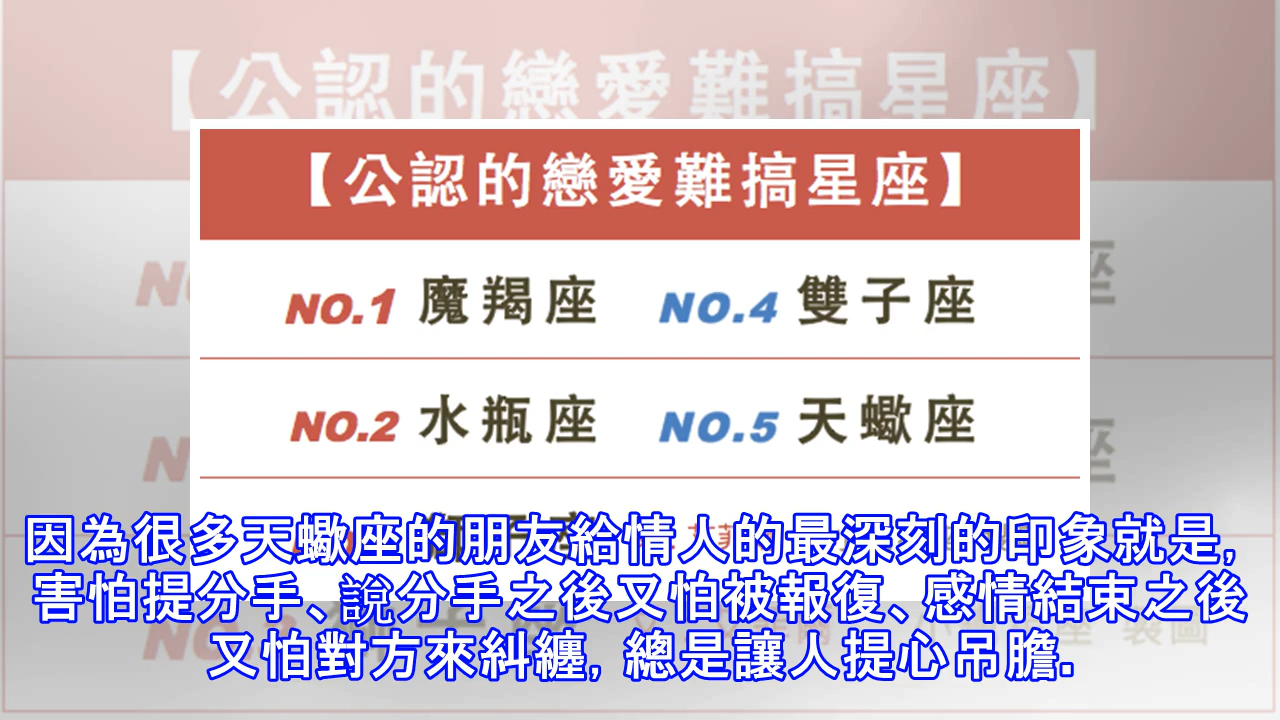 【公認的戀愛難搞星座】
【公認的戀愛難搞星座】
NO.1 魔羯座 NO.4 雙子座
NO.2 水瓶座 NO.5 天蠍座
因為很多天蠍座的朋友給情人的最深刻的印象就是,
害怕提分手、說分手之後又怕被報復、感情結束之後
又怕對方來糾纏, 總是讓人提心吊膽.
製圖